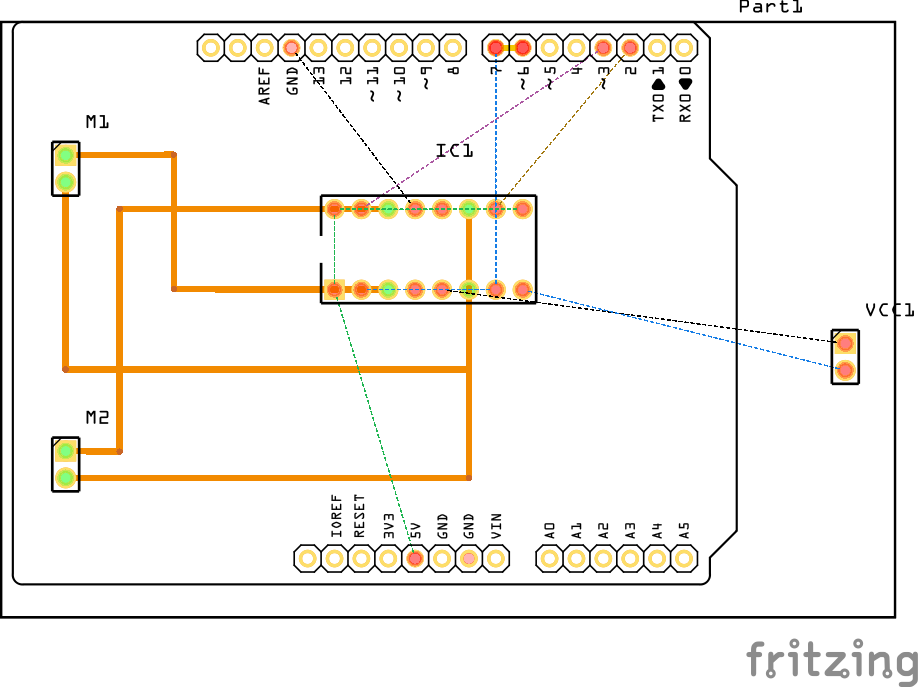 Part1
AREF
GND
13
12
~11
~10
~9
8
7
~6
~5
4
~3
2
TX0▶1
RX0◀0
M1
IC1
VCC1
M2
IOREF
RESET
3V3
5V
GND
GND
VIN
A0
A1
A2
A3
A4
A5
fritzing